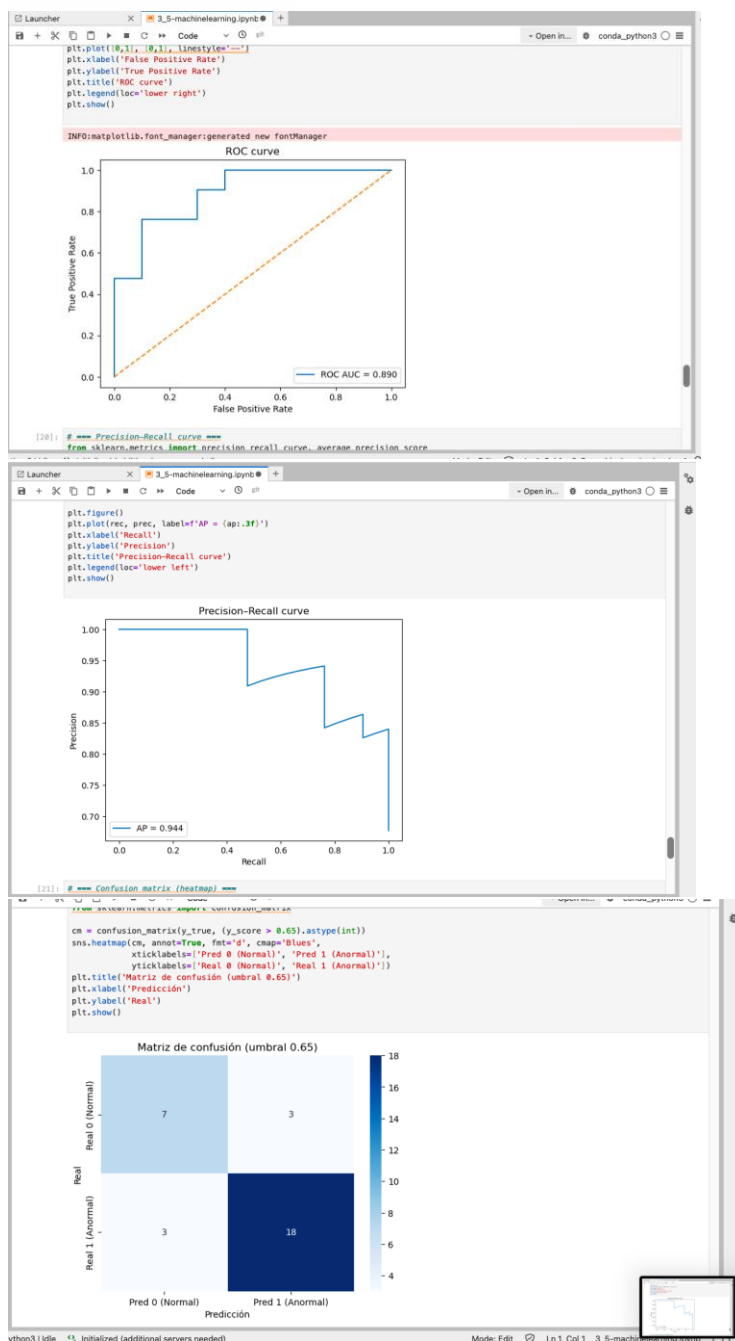 Launcher × 3_5-machinelearning.ipynb +
Code Open in... conda_python3
plt.plot([0,1], [0,1], linestyle='--')
plt.xlabel('False Positive Rate')
plt.ylabel('True Positive Rate')
plt.title('ROC curve')
plt.legend(loc='lower right')
plt.show()
INFO:matplotlib.font_manager:generated new fontManager
ROC curve
True Positive Rate
1.0
0.8
0.6
0.4
0.2
0.0
ROC AUC = 0.890
0.0 0.2 0.4 0.6 0.8 1.0
False Positive Rate
[20]: # === Precision–Recall curve ===
from sklearn.metrics import precision_recall_curve, average_precision_score
Launcher × 3_5-machinelearning.ipynb +
Code Open in... conda_python3
plt.figure()
plt.plot(rec, prec, label=f'AP = {ap:.3f}')
plt.xlabel('Recall')
plt.ylabel('Precision')
plt.title('Precision–Recall curve')
plt.legend(loc='lower left')
plt.show()
Precision–Recall curve
Precision
1.00
0.95
0.90
0.85
0.80
0.75
0.70
AP = 0.944
0.0 0.2 0.4 0.6 0.8 1.0
Recall
[21]: # === Confusion matrix (heatmap) ===
from sklearn.metrics import confusion_matrix
cm = confusion_matrix(y_true, (y_score > 0.65).astype(int))
sns.heatmap(cm, annot=True, fmt='d', cmap='Blues',
xticklabels=['Pred 0 (Normal)', 'Pred 1 (Anormal)'],
yticklabels=['Real 0 (Normal)', 'Real 1 (Anormal)'])
plt.title('Matriz de confusión (umbral 0.65)')
plt.xlabel('Predicción')
plt.ylabel('Real')
plt.show()
Matriz de confusión (umbral 0.65)
Real
Real 0 (Normal)
7 3
Real 1 (Anormal)
3 18
18
16
14
12
10
8
6
4
Pred 0 (Normal) Pred 1 (Anormal)
Predicción
Idle Initialized (additional servers needed) Mode: Edit Ln 1, Col 1